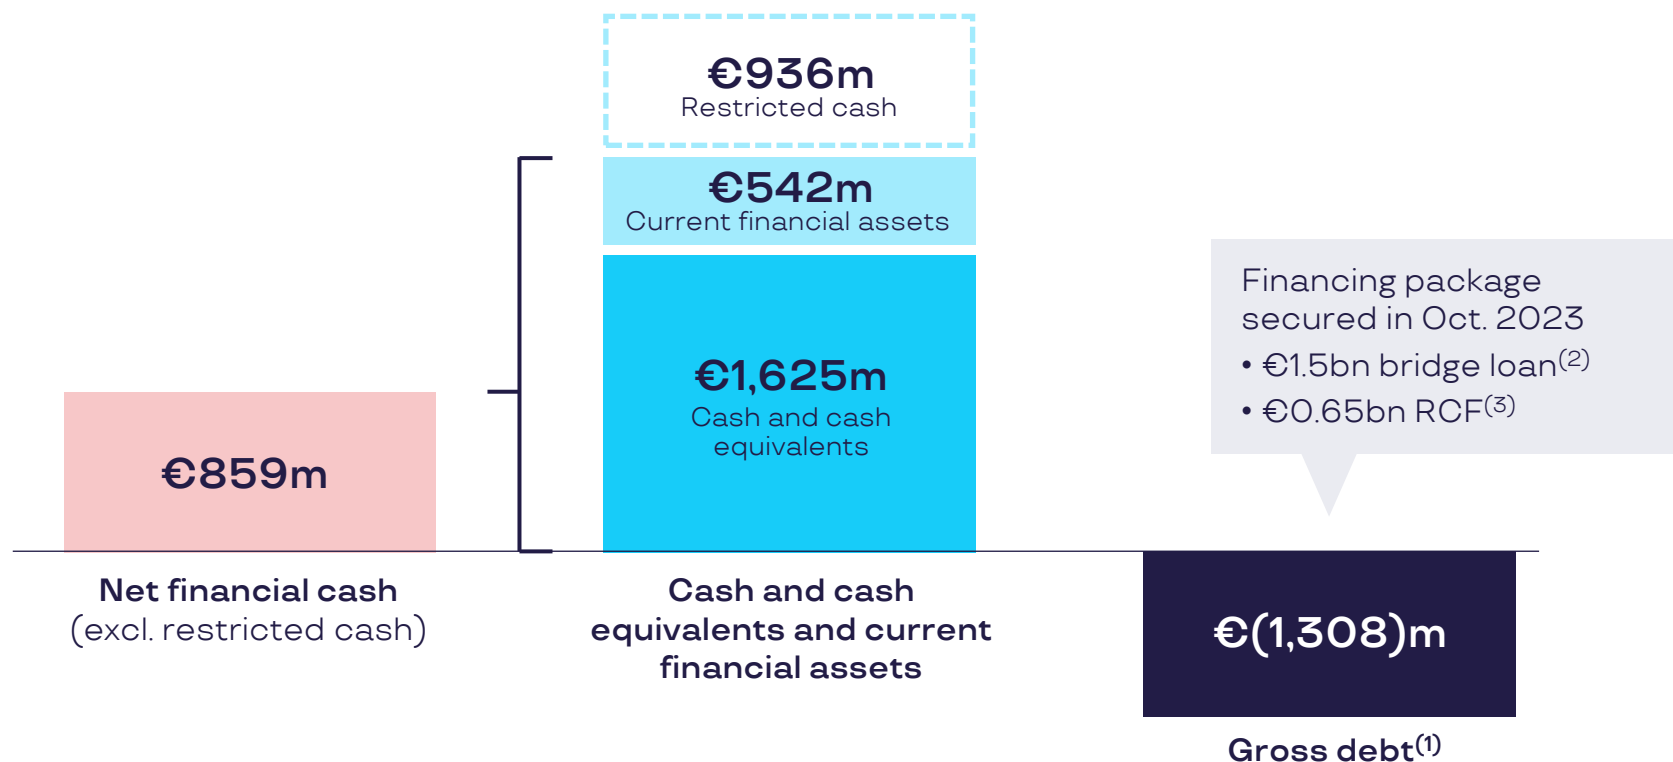 €936m
Restricted cash
€542m
Current financial assets
€1,625m
Cash and cash
equivalents
€859m
Financing package
secured in Oct. 2023
• €1.5bn bridge loan(2)
• €0.65bn RCF(3)
Net financial cash
(excl. restricted cash)
Cash and cash
equivalents and current
financial assets
€(1,308)m
Gross debt(1)